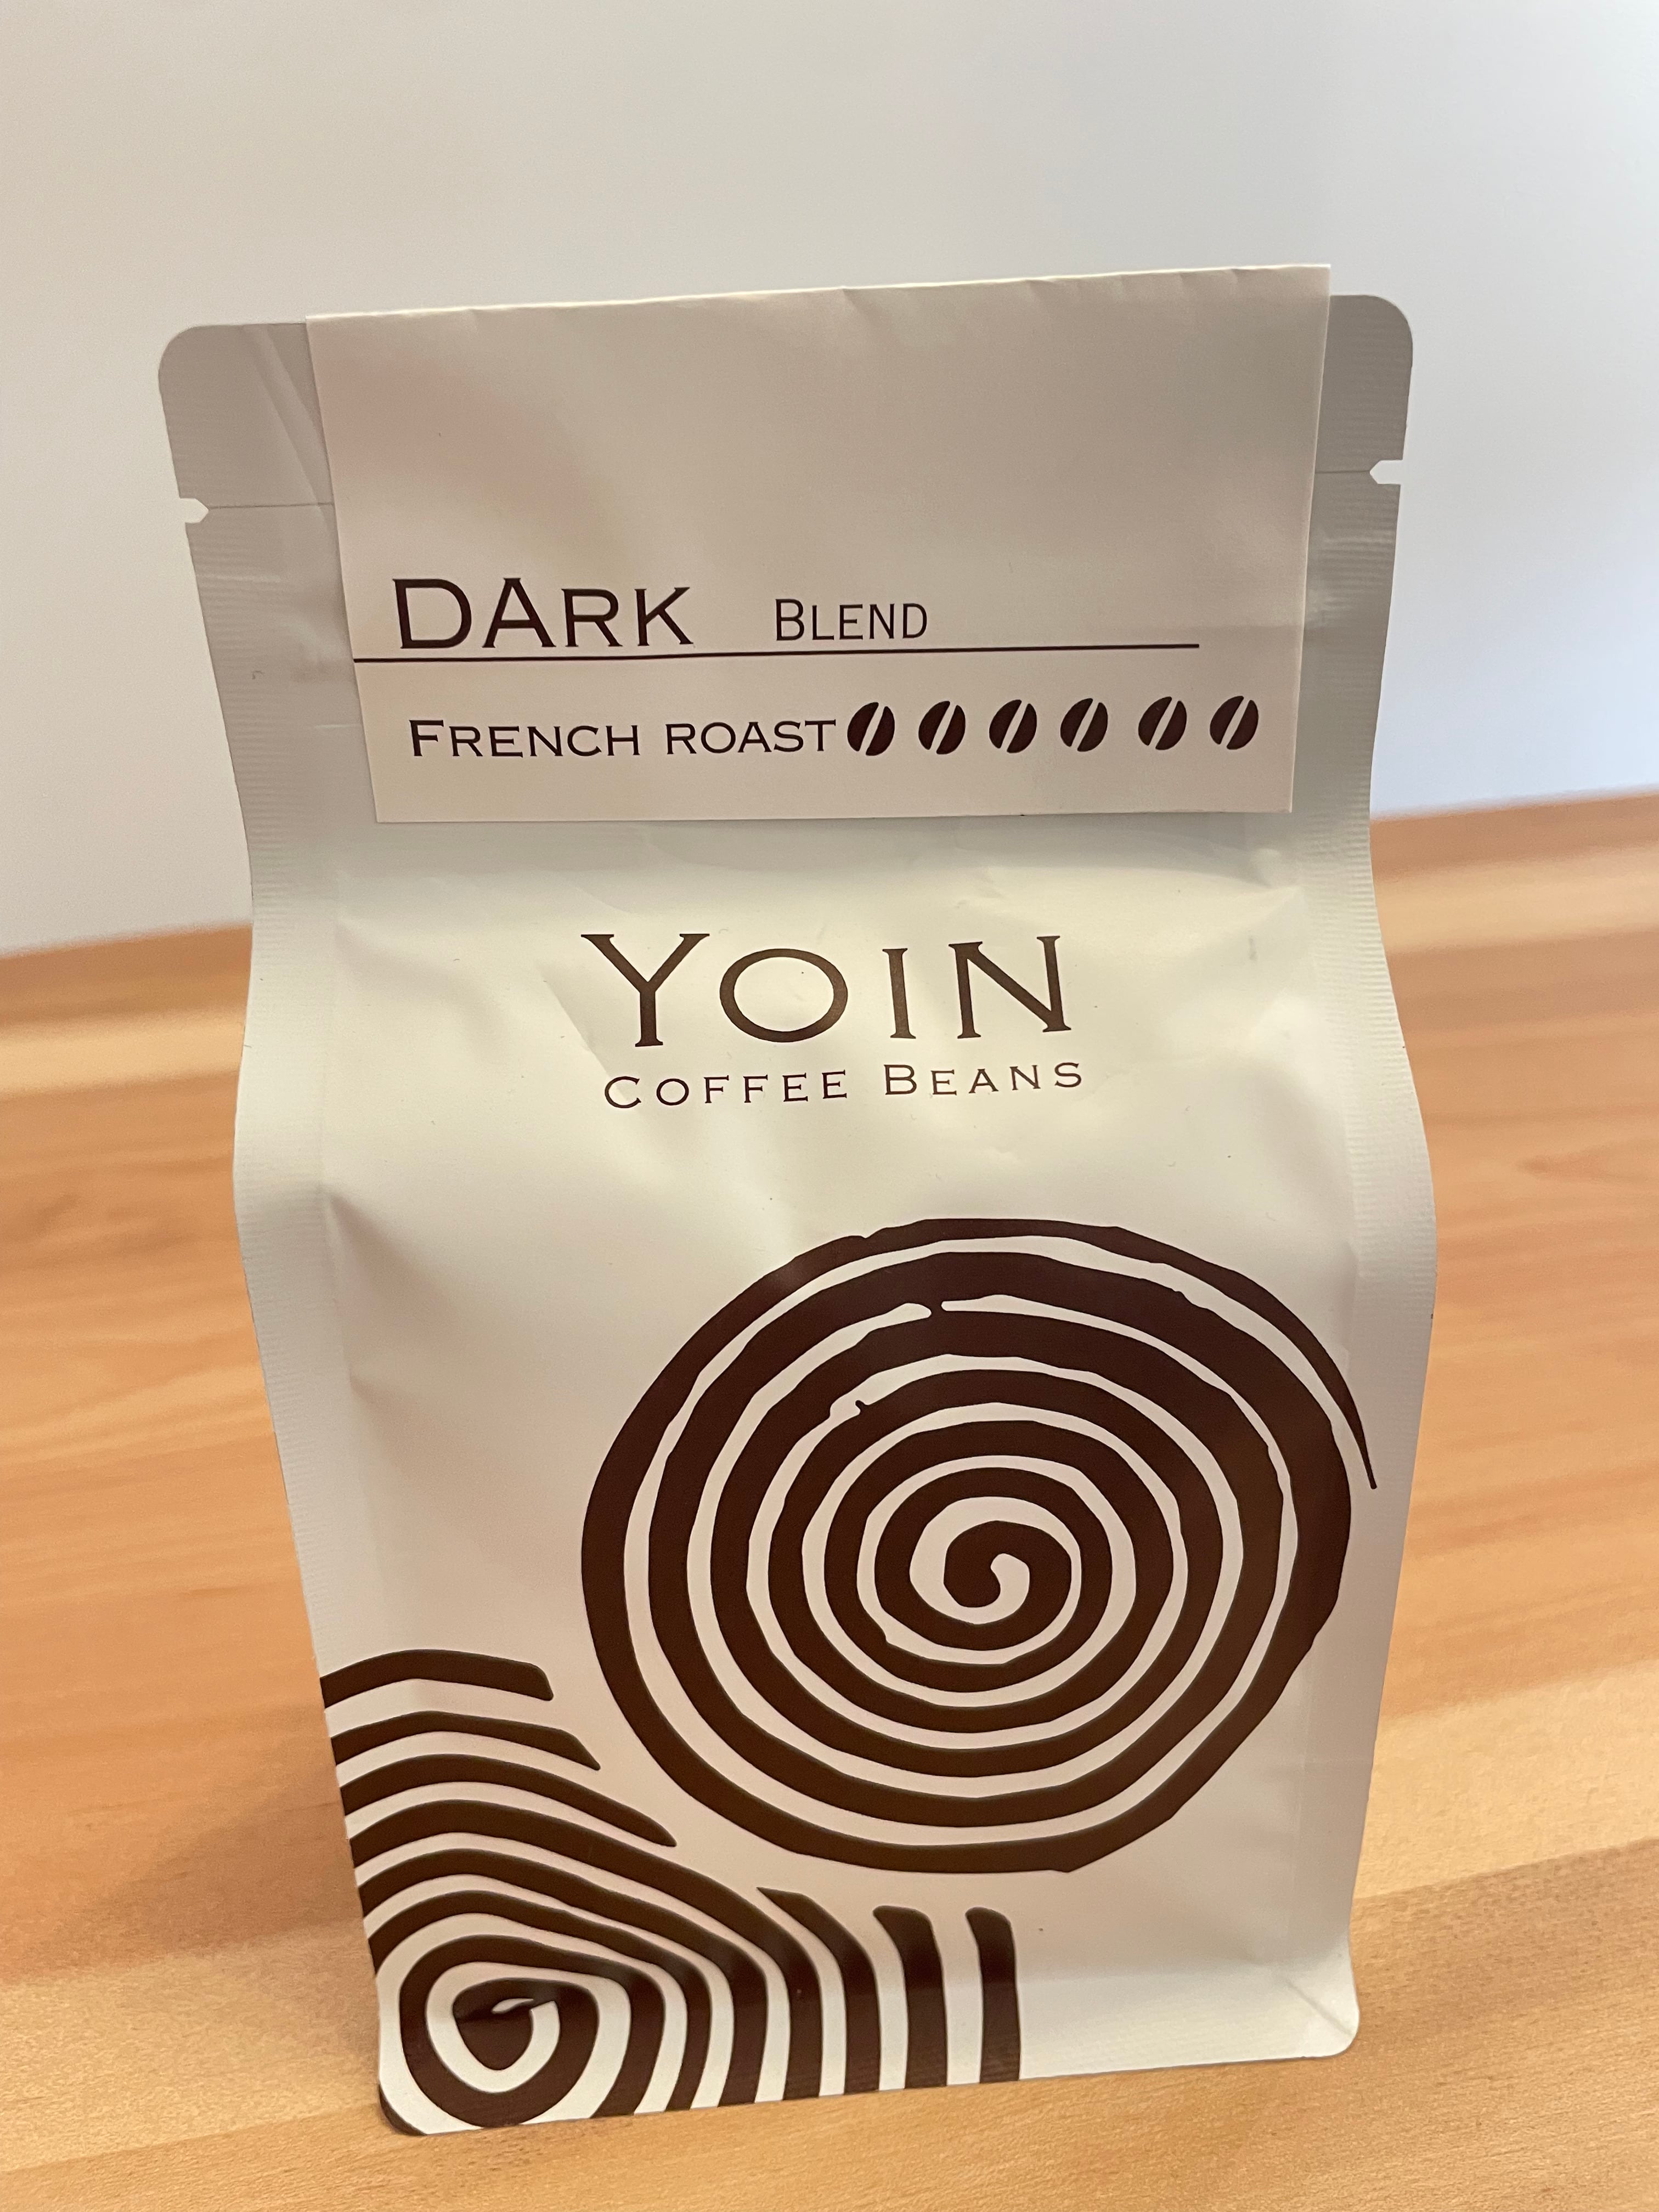 DARK BLEND
FRENCH ROAST
YOIN
COFFEE BEANS